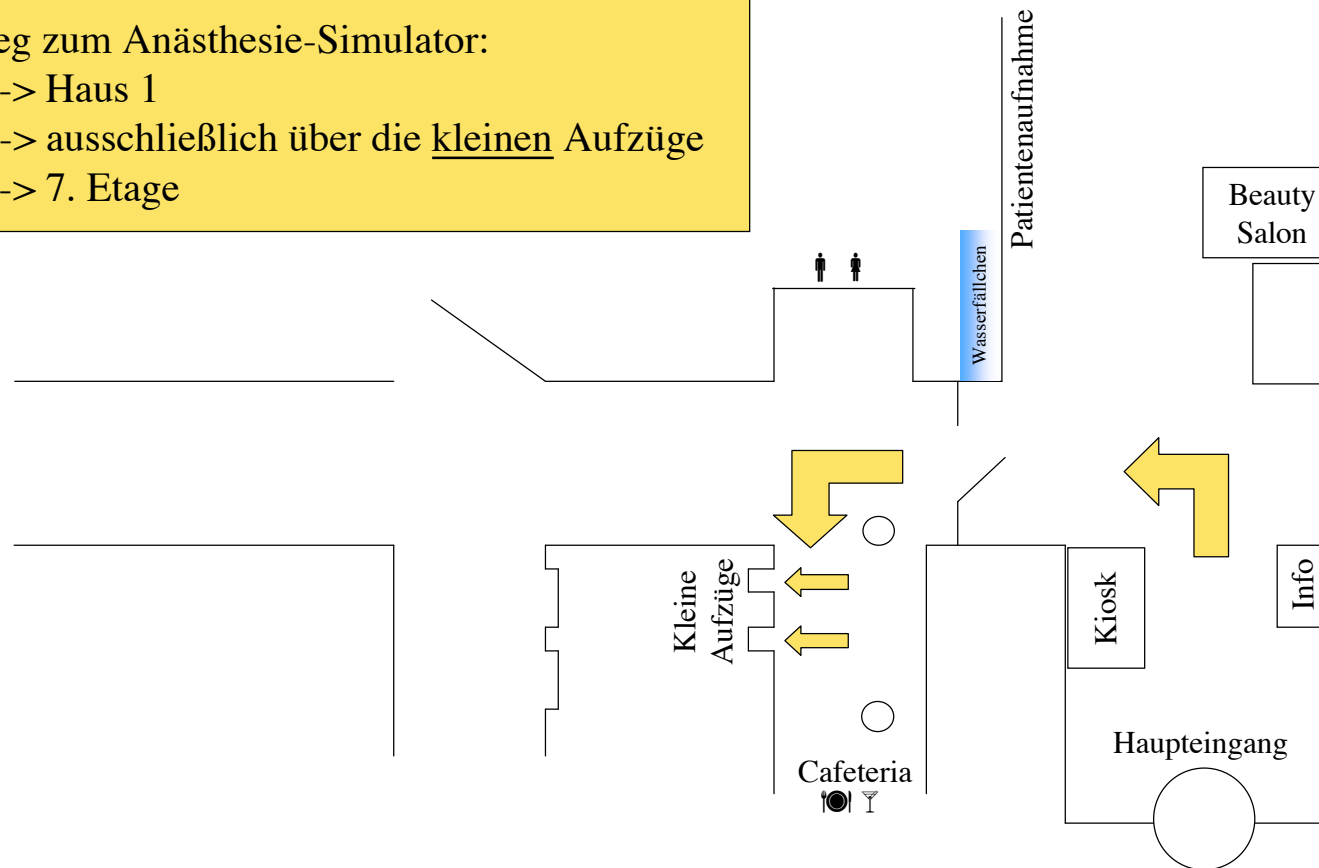 eg zum Anästhesie-Simulator:
-> Haus 1
-> ausschließlich über die kleinen Aufzüge
-> 7. Etage
Patientenaufnahme
Beauty
Salon
Wasserfällchen
Kleine
Aufzüge
Kiosk
Info
Haupteingang
Cafeteria